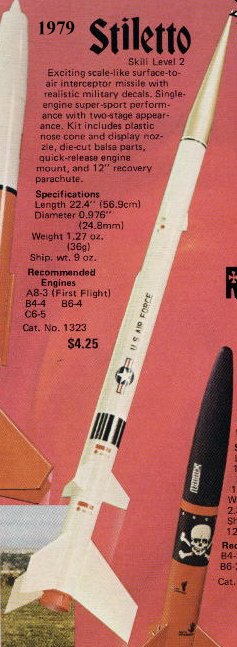 1979 Stiletto
Skill Level 2
Exciting scale-like surface-to-
air interceptor missile with
realistic military decals. Single-
engine super-sport perform-
ance with two-stage appear-
ance. Kit includes plastic
nose cone and display noz-
zle, die-cut balsa parts,
quick-release engine
mount, and 12" recovery
parachute.
Specifications
Length 22.4" (56.9cm)
Diameter 0.976"
(24.8mm)
Weight 1.27 oz.
(36g)
Ship. wt. 9 oz.
Recommended
Engines
A8-3 (First Flight)
B4-4 B6-4
C6-5
Cat. No. 1323
$4.25
U.S. AIR FORCE